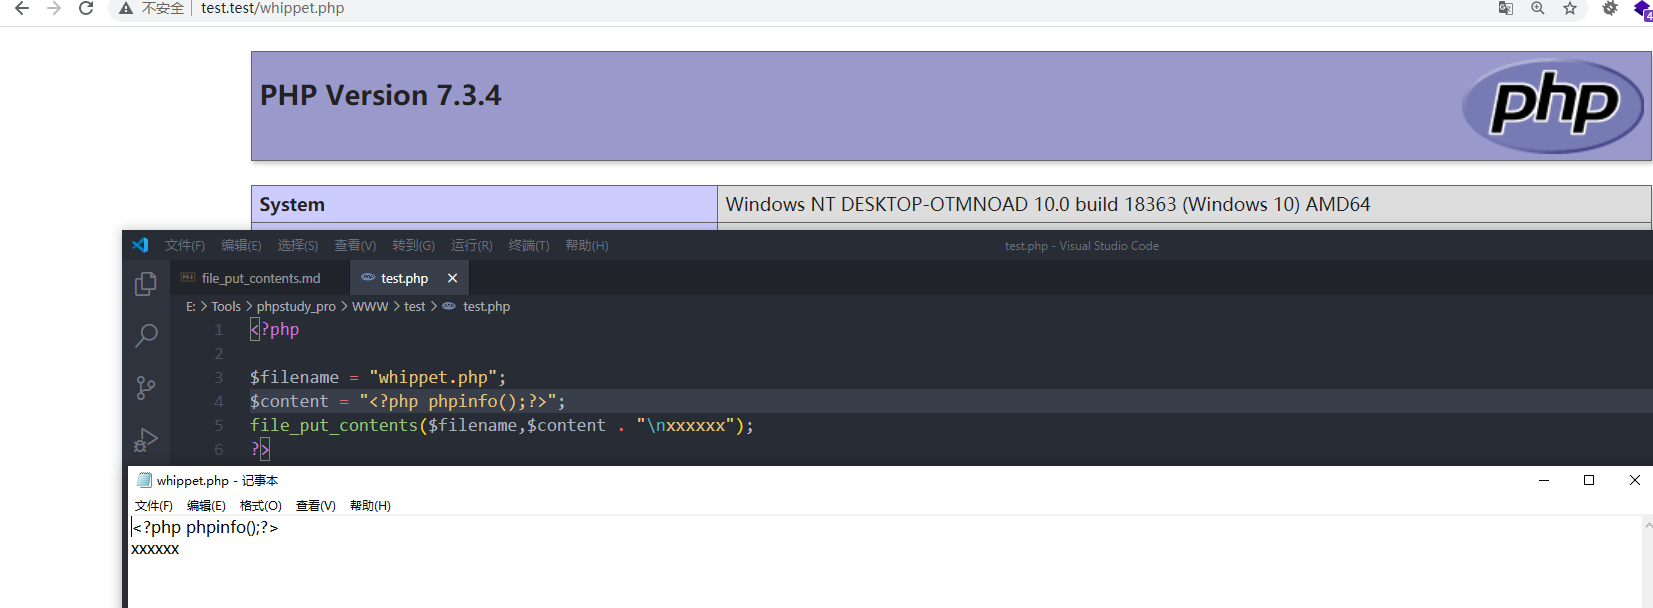 不安全 test.test/whippet.php
4
PHP Version 7.3.4
php
System Windows NT DESKTOP-OTMNOAD 10.0 build 18363 (Windows 10) AMD64
文件(F) 编辑(E) 选择(S) 查看(V) 转到(G) 运行(R) 终端(T) 帮助(H) test.php - Visual Studio Code
file_put_contents.md test.php
E: > Tools > phpstudy_pro > WWW > test > test.php
1 <?php
2
3 $filename = "whippet.php";
4 $content = "<?php phpinfo();?>";
5 file_put_contents($filename,$content . "\nxxxxxx");
6 ?>
whippet.php - 记事本
文件(F) 编辑(E) 格式(O) 查看(V) 帮助(H)
<?php phpinfo();?>
xxxxxx